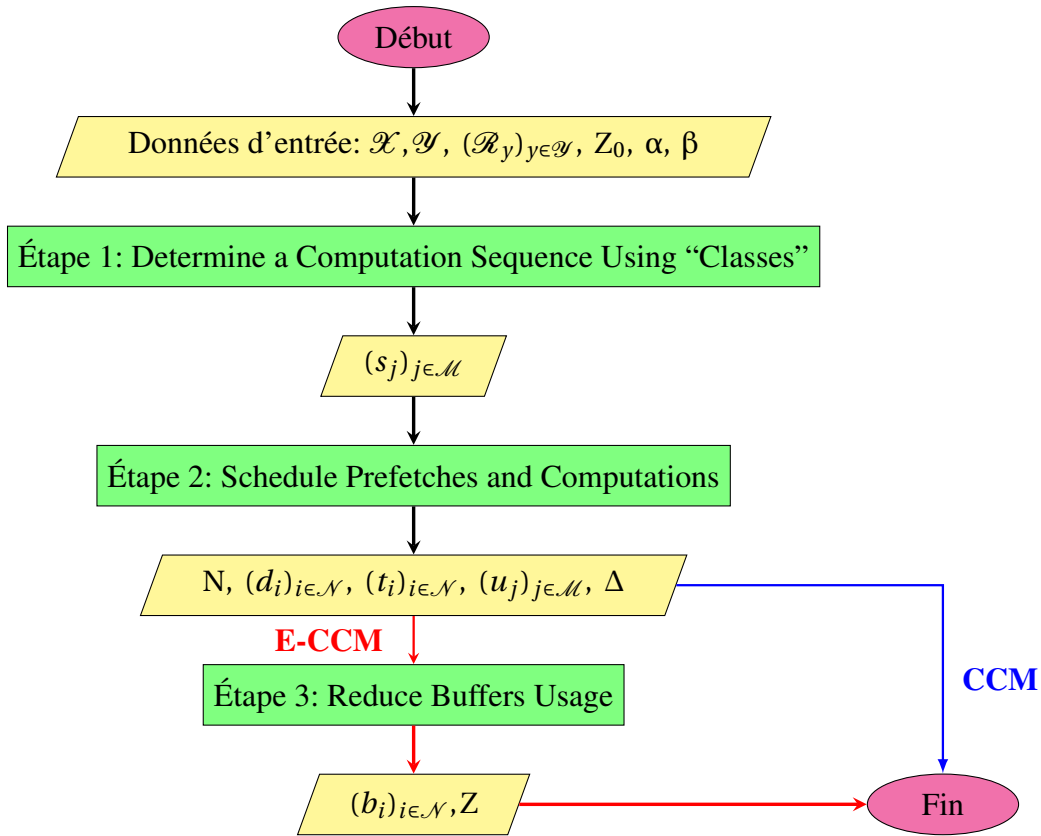 Début
Données d'entrée: 𝒳, 𝒴, (ℛ_y)_{y∈𝒴}, Z₀, α, β
Étape 1: Determine a Computation Sequence Using “Classes”
(s_j)_{j∈ℳ}
Étape 2: Schedule Prefetches and Computations
N, (d_i)_{i∈𝒩}, (t_i)_{i∈𝒩}, (u_j)_{j∈ℳ}, Δ
E-CCM
CCM
Étape 3: Reduce Buffers Usage
(b_i)_{i∈𝒩}, Z
Fin